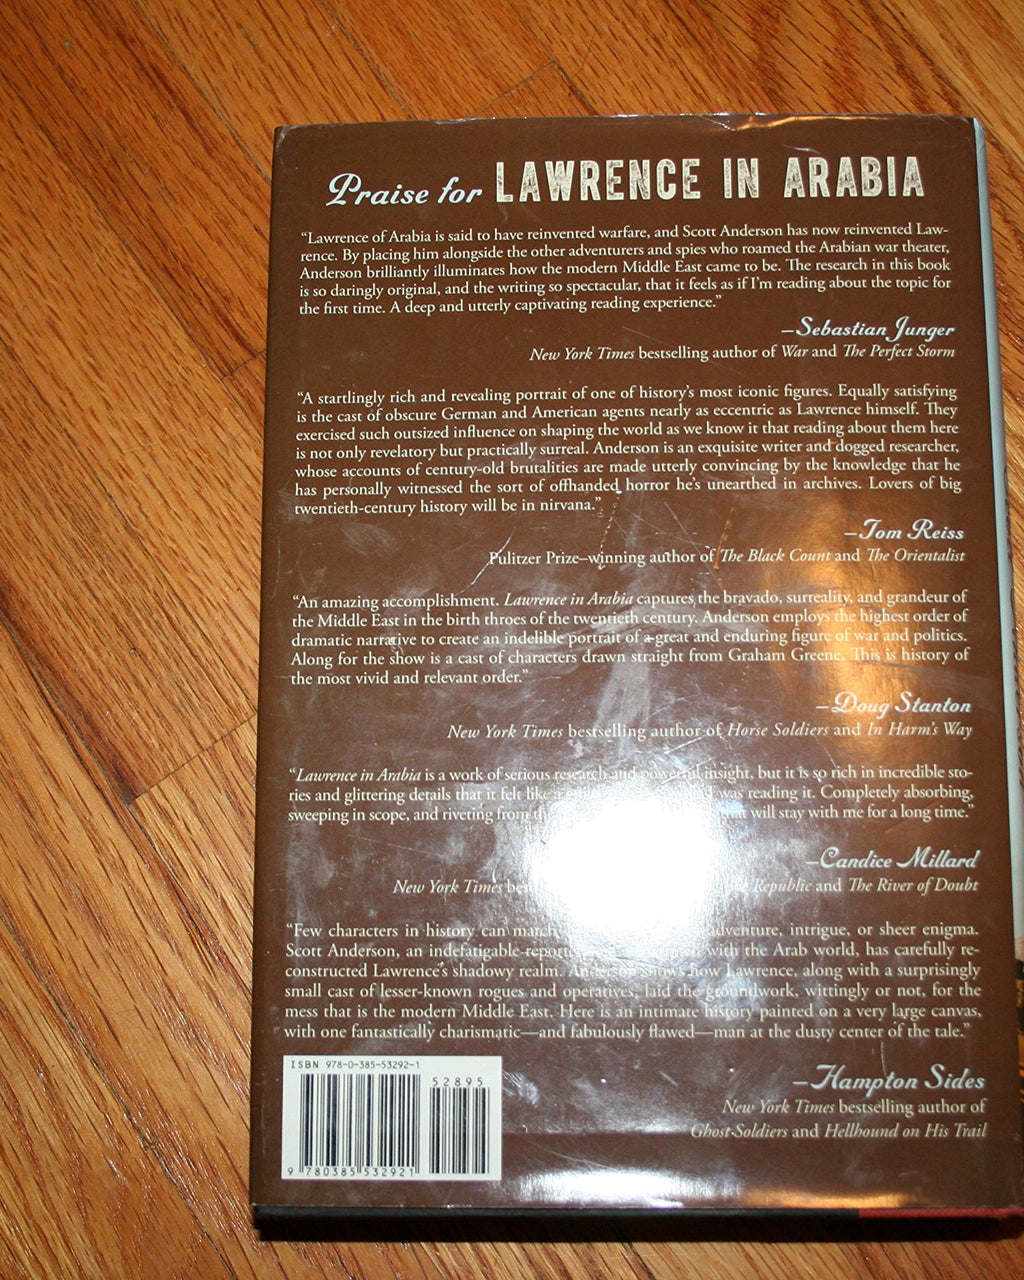 Praise for LAWRENCE IN ARABIA
“Lawrence of Arabia is said to have reinvented warfare, and Scott Anderson has now reinvented Law-
rence. By placing him alongside the other adventurers and spies who roamed the Arabian war theater,
Anderson brilliantly illuminates how the modern Middle East came to be. The research in this book
is so daringly original, and the writing so spectacular, that it feels as if I’m reading about the topic for
the first time. A deep and utterly captivating reading experience.”
—Sebastian Junger
New York Times bestselling author of War and The Perfect Storm
“A startlingly rich and revealing portrait of one of history’s most iconic figures. Equally satisfying
is the cast of obscure German and American agents nearly as eccentric as Lawrence himself. They
exercised such outsized influence on shaping the world as we know it that reading about them here
is not only revelatory but practically surreal. Anderson is an exquisite writer and dogged researcher,
whose accounts of century-old brutalities are made utterly convincing by the knowledge that he
has personally witnessed the sort of offhanded horror he’s unearthed in archives. Lovers of big
twentieth-century history will be in nirvana.”
—Tom Reiss
Pulitzer Prize–winning author of The Black Count and The Orientalist
“An amazing accomplishment. Lawrence in Arabia captures the bravado, surreality, and grandeur of
the Middle East in the birth throes of the twentieth century. Anderson employs the highest order of
dramatic narrative to create an indelible portrait of a great and enduring figure of war and politics.
Along for the show is a cast of characters drawn straight from Graham Greene. This is history of
the most vivid and relevant order.”
—Doug Stanton
New York Times bestselling author of Horse Soldiers and In Harm’s Way
“Lawrence in Arabia is a work of serious research and powerful insight, but it is so rich in incredible sto-
ries and glittering details that it felt like a was reading it. Completely absorbing,
sweeping in scope, and riveting from that will stay with me for a long time.”
—Candice Millard
New York Times Republic and The River of Doubt
“Few characters in history can match adventure, intrigue, or sheer enigma.
Scott Anderson, an indefatigable with the Arab world, has carefully re-
constructed Lawrence’s shadowy realm. Anderson shows how Lawrence, along with a surprisingly
small cast of lesser-known rogues and operatives, laid the groundwork, wittingly or not, for the
mess that is the modern Middle East. Here is an intimate history painted on a very large canvas,
with one fantastically charismatic—and fabulously flawed—man at the dusty center of the tale.”
—Hampton Sides
New York Times bestselling author of
Ghost Soldiers and Hellhound on His Trail
ISBN 978-0-385-53292-1
52895
9 780385 532921